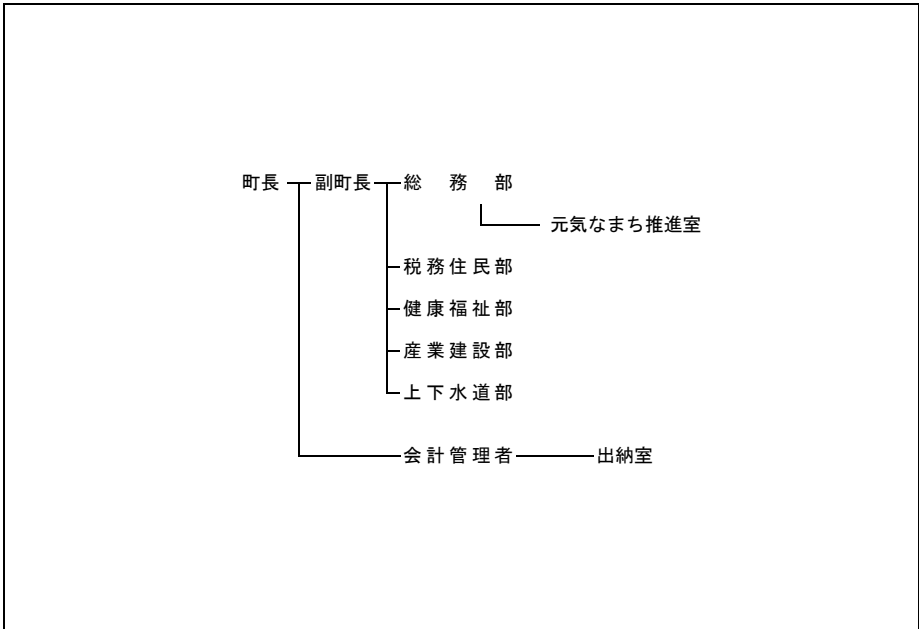 町長 副町長 総務部
元気なまち推進室
税務住民部
健康福祉部
産業建設部
上下水道部
会計管理者 出納室